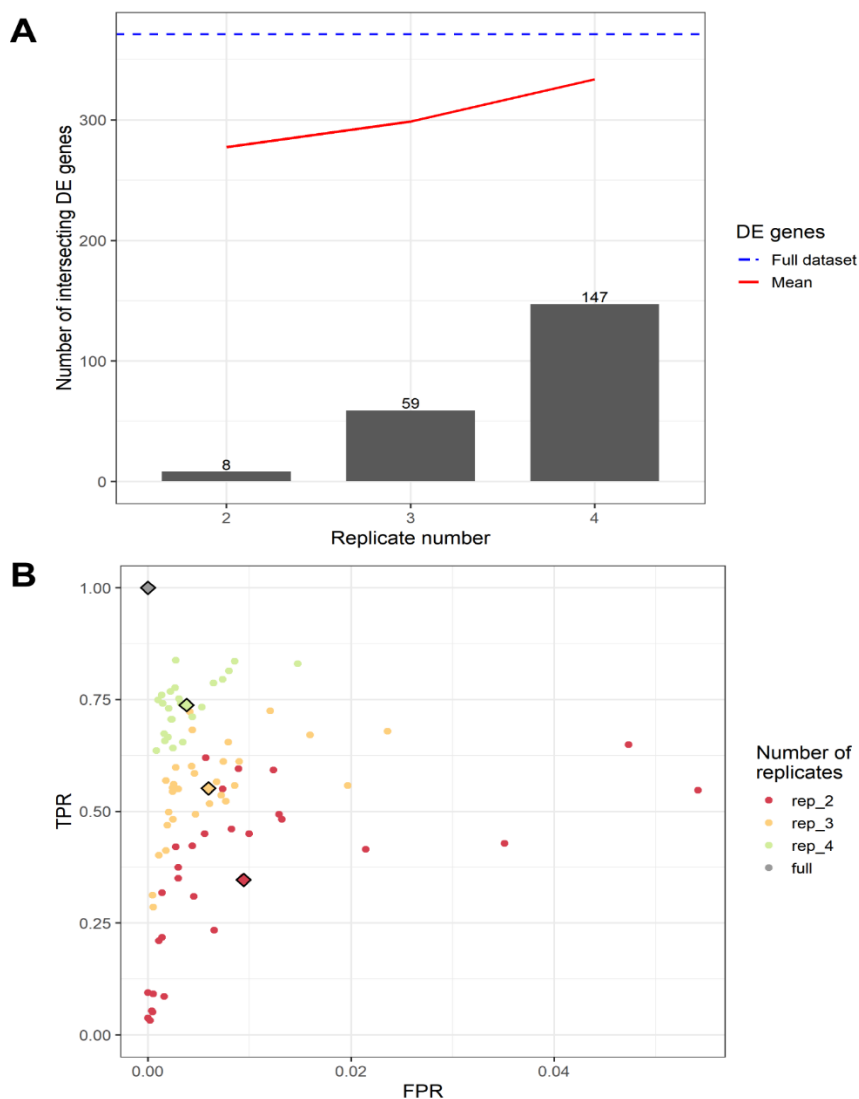 A
Number of intersecting DE genes
300
200
100
0
147
59
8
2
3
4
Replicate number
DE genes
Full dataset
Mean
B
TPR
1.00
0.75
0.50
0.25
0.00
0.00
0.02
0.04
FPR
Number of
replicates
rep_2
rep_3
rep_4
full